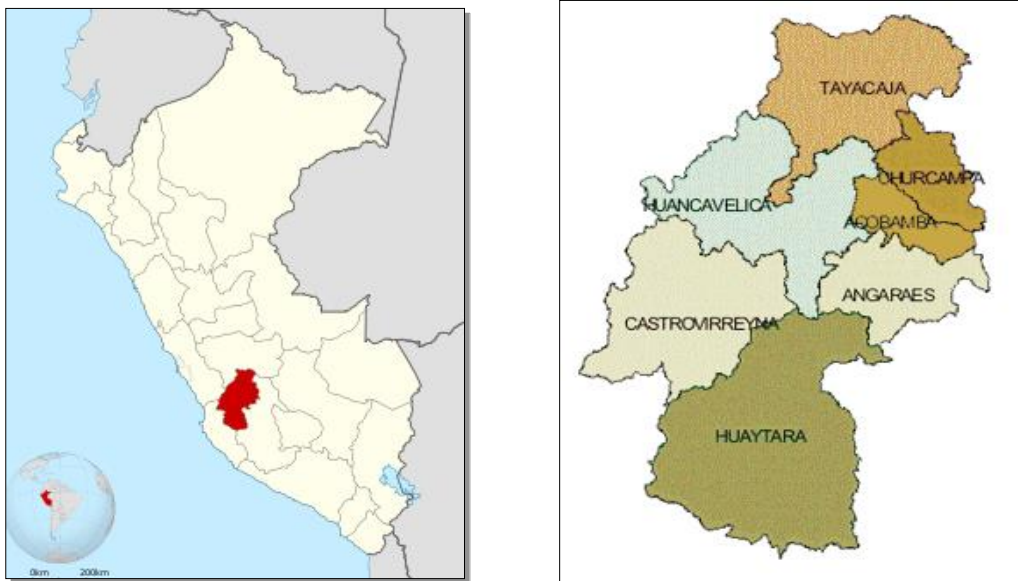 0km 200km
TAYACAJA
CHURCAMPA
HUANCAVELICA
ACOBAMBA
ANGARAES
CASTROVIRREYNA
HUAYTARA